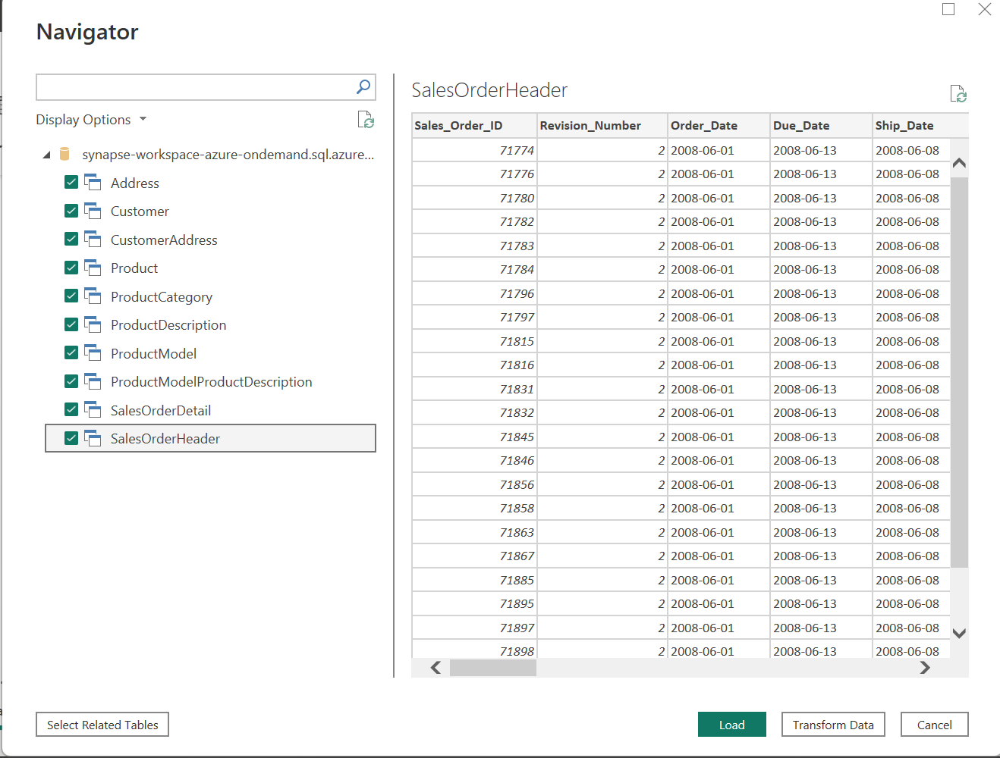 Navigator
Display Options
synapse-workspace-azure-ondemand.sql.azure...
Address
Customer
CustomerAddress
Product
ProductCategory
ProductDescription
ProductModel
ProductModelProductDescription
SalesOrderDetail
SalesOrderHeader
SalesOrderHeader
Sales_Order_ID Revision_Number Order_Date Due_Date Ship_Date
71774 2 2008-06-01 2008-06-13 2008-06-08
71776 2 2008-06-01 2008-06-13 2008-06-08
71780 2 2008-06-01 2008-06-13 2008-06-08
71782 2 2008-06-01 2008-06-13 2008-06-08
71783 2 2008-06-01 2008-06-13 2008-06-08
71784 2 2008-06-01 2008-06-13 2008-06-08
71796 2 2008-06-01 2008-06-13 2008-06-08
71797 2 2008-06-01 2008-06-13 2008-06-08
71815 2 2008-06-01 2008-06-13 2008-06-08
71816 2 2008-06-01 2008-06-13 2008-06-08
71831 2 2008-06-01 2008-06-13 2008-06-08
71832 2 2008-06-01 2008-06-13 2008-06-08
71845 2 2008-06-01 2008-06-13 2008-06-08
71846 2 2008-06-01 2008-06-13 2008-06-08
71856 2 2008-06-01 2008-06-13 2008-06-08
71858 2 2008-06-01 2008-06-13 2008-06-08
71863 2 2008-06-01 2008-06-13 2008-06-08
71867 2 2008-06-01 2008-06-13 2008-06-08
71885 2 2008-06-01 2008-06-13 2008-06-08
71895 2 2008-06-01 2008-06-13 2008-06-08
71897 2 2008-06-01 2008-06-13 2008-06-08
71898 2 2008-06-01 2008-06-13 2008-06-08
Select Related Tables
Load
Transform Data
Cancel